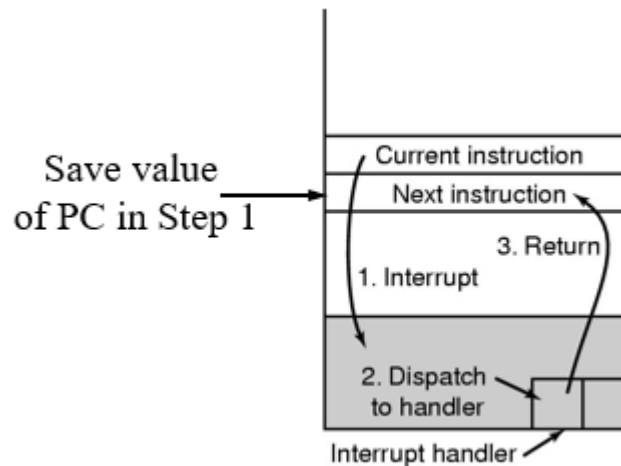 Save value
of PC in Step 1
Current instruction
Next instruction
3. Return
1. Interrupt
2. Dispatch
to handler
Interrupt handler